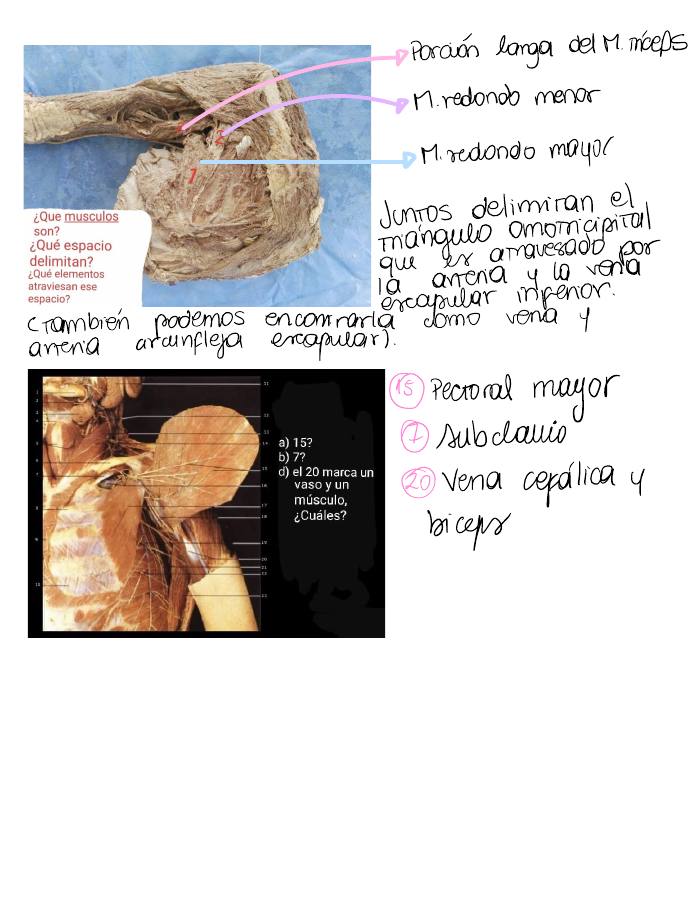 Porción larga del M. tríceps
M. redondo menor
M. redondo mayor
1
2
¿Que musculos
son?
¿Qué espacio
delimitan?
¿Qué elementos
atraviesan ese
espacio?
Juntos delimitan el
triángulo omotricipital
que es atravesado por
la arteria y la vena
escapular inferior.
(También podemos encontrarla como vena y
arteria circunfleja escapular).
a) 15?
b) 7?
d) el 20 marca un
vaso y un
músculo,
¿Cuáles?
15 Pectoral mayor
7 subclavio
20 Vena cefálica y
biceps